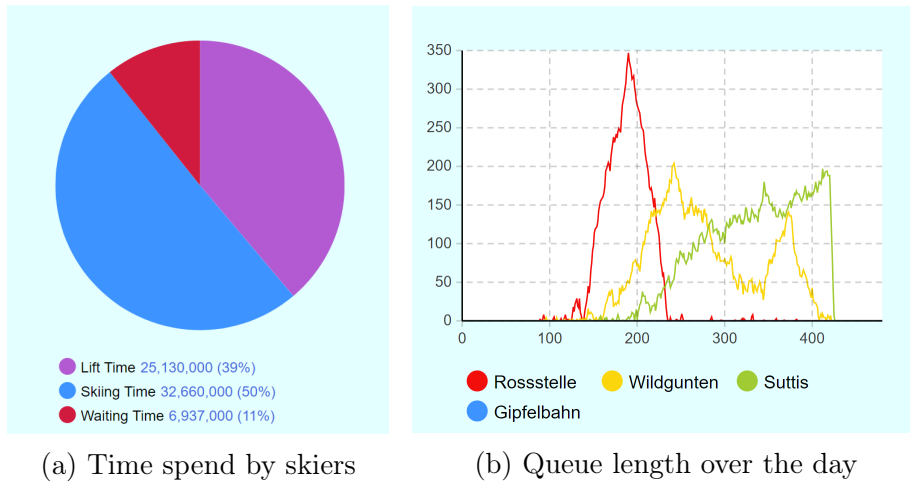 Lift Time 25,130,000 (39%)
Skiing Time 32,660,000 (50%)
Waiting Time 6,937,000 (11%)
(a) Time spend by skiers
350
300
250
200
150
100
50
0
0 100 200 300 400
Rossstelle Wildgunten Suttis
Gipfelbahn
(b) Queue length over the day